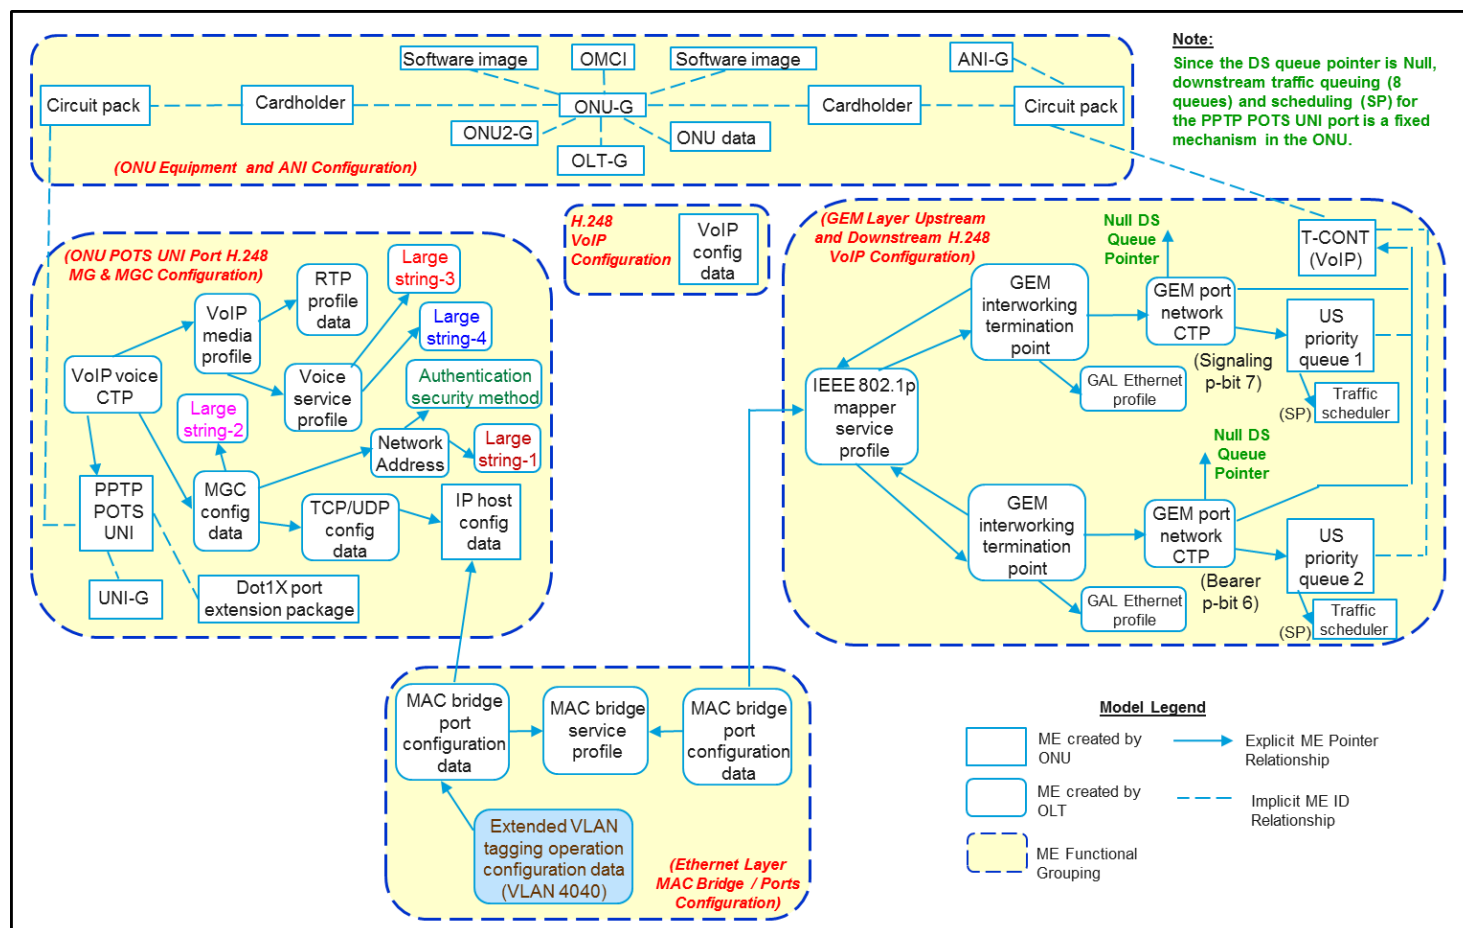 Software image
OMCI
Software image
ANI-G
Circuit pack
Cardholder
ONU-G
Cardholder
Circuit pack
ONU2-G
ONU data
OLT-G
(ONU Equipment and ANI Configuration)
Note:
Since the DS queue pointer is Null,
downstream traffic queuing (8
queues) and scheduling (SP) for
the PPTP POTS UNI port is a fixed
mechanism in the ONU.
(ONU POTS UNI Port H.248
MG & MGC Configuration)
Large
string-3
RTP
profile
data
VoIP
media
profile
Large
string-4
VoIP voice
CTP
Voice
service
profile
Authentication
security method
Large
string-2
Network
Address
Large
string-1
PPTP
POTS
UNI
MGC
config
data
TCP/UDP
config
data
IP host
config
data
UNI-G
Dot1X port
extension package
H.248
VoIP
Configuration
VoIP
config
data
(GEM Layer Upstream
and Downstream H.248
VoIP Configuration)
Null DS
Queue
Pointer
T-CONT
(VoIP)
GEM
interworking
termination
point
GEM port
network
CTP
US
priority
queue 1
(Signaling
p-bit 7)
GAL Ethernet
profile
Traffic
scheduler
(SP)
IEEE 802.1p
mapper
service
profile
Null DS
Queue
Pointer
GEM
interworking
termination
point
GEM port
network
CTP
US
priority
queue 2
(Bearer
p-bit 6)
GAL Ethernet
profile
Traffic
scheduler
(SP)
MAC bridge
port
configuration
data
MAC bridge
service
profile
MAC bridge
port
configuration
data
Extended VLAN
tagging operation
configuration data
(VLAN 4040)
(Ethernet Layer
MAC Bridge / Ports
Configuration)
Model Legend
ME created by
ONU
Explicit ME Pointer
Relationship
ME created by
OLT
Implicit ME ID
Relationship
ME Functional
Grouping